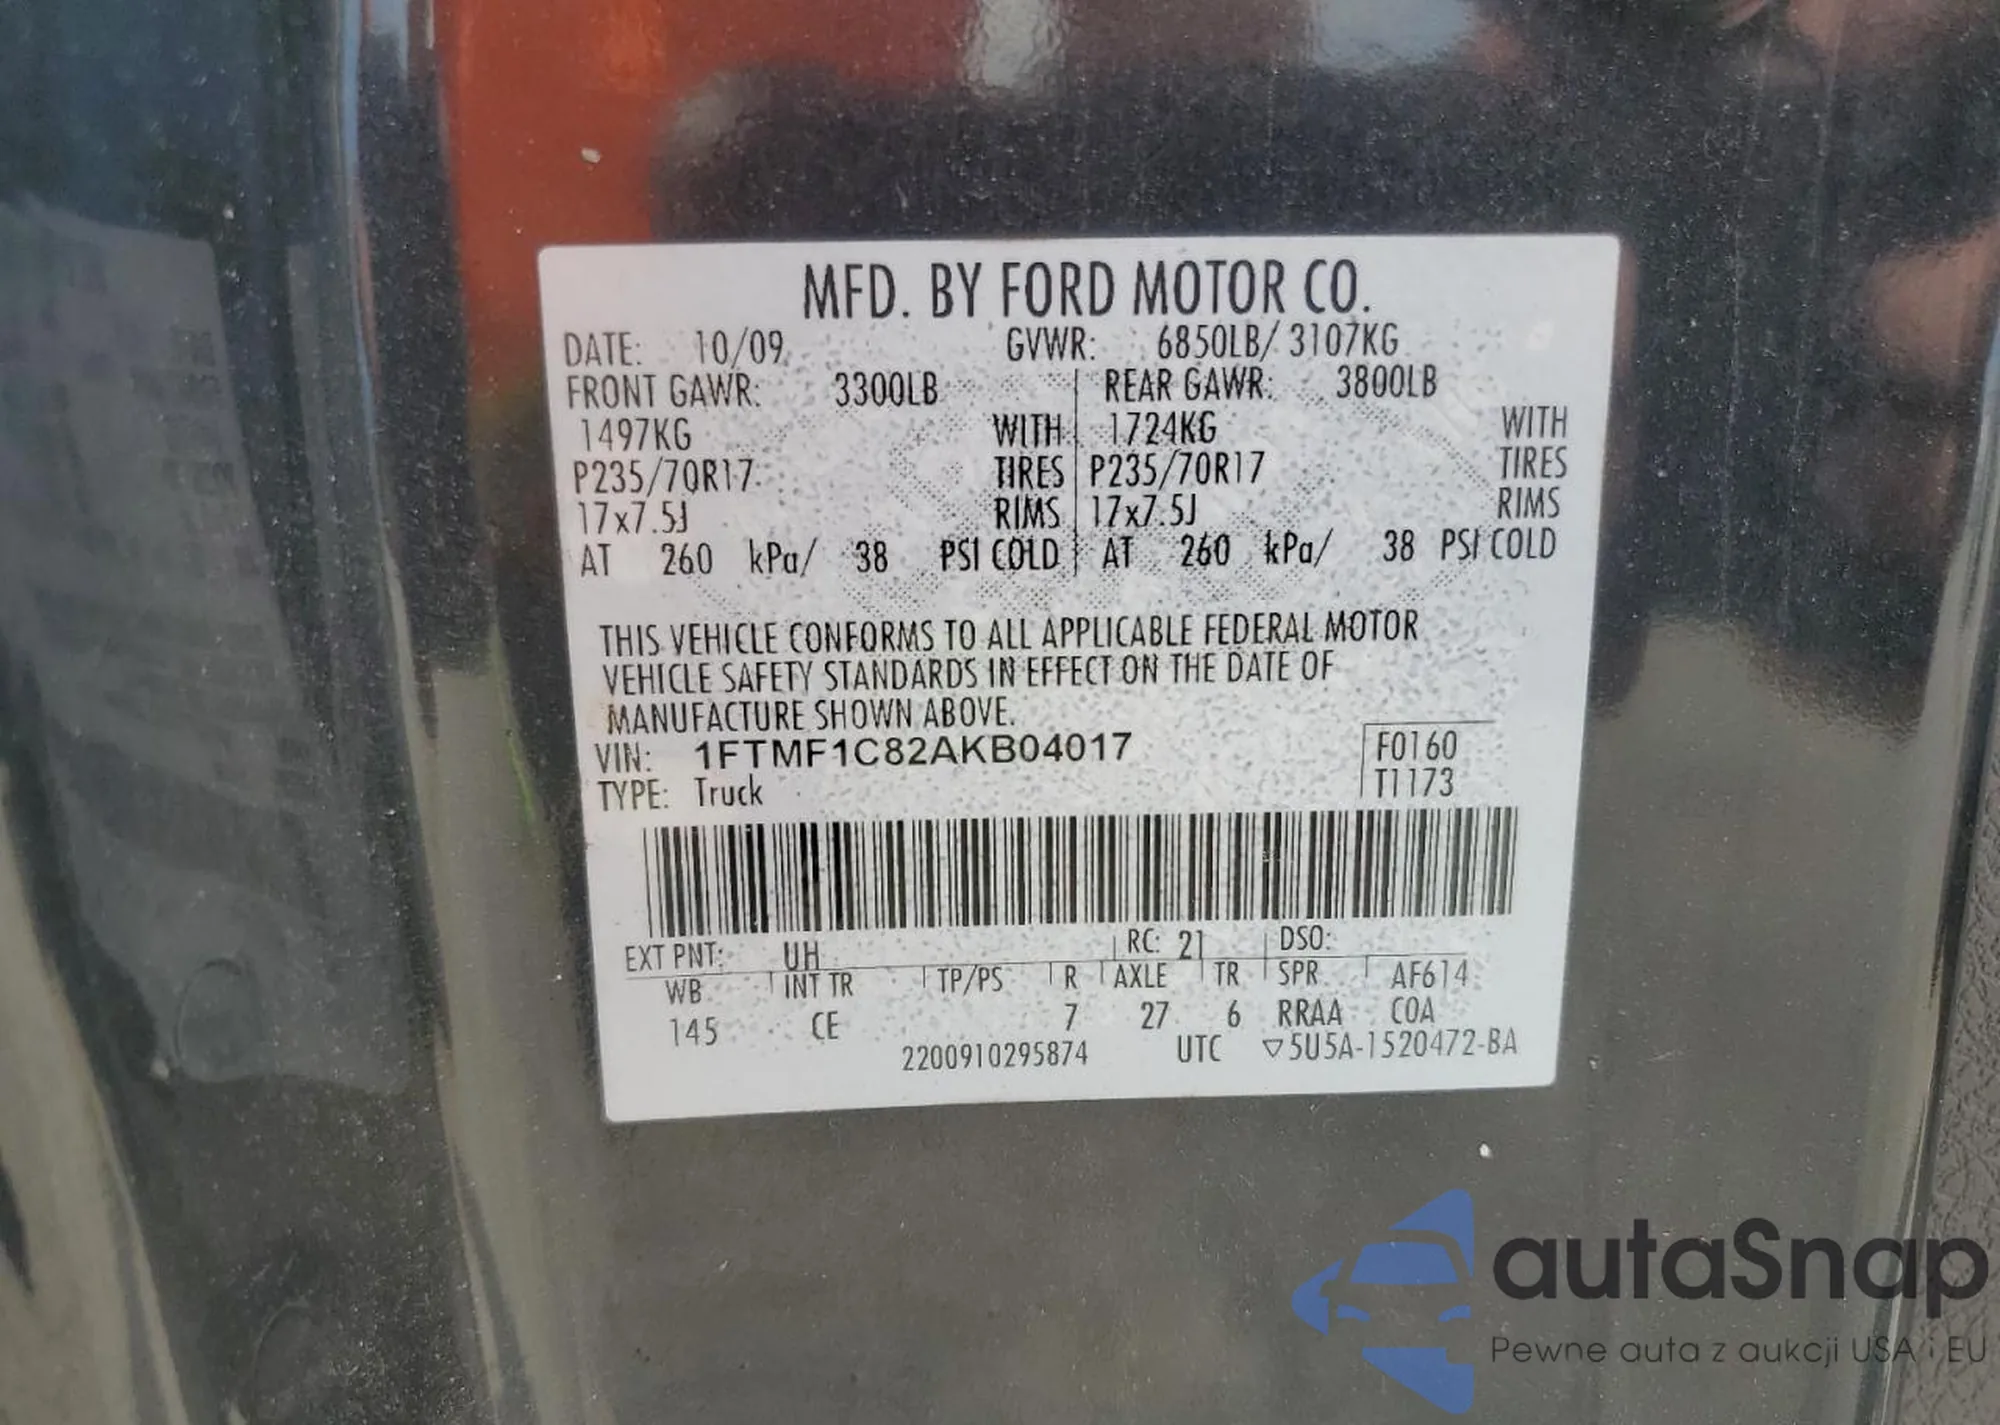 MFD. BY FORD MOTOR CO.
DATE: 10/09 GVWR: 6850LB/ 3107KG
FRONT GAWR: 3300LB REAR GAWR: 3800LB
1497KG WITH 1724KG WITH
P235/70R17 TIRES P235/70R17 TIRES
17x7.5J RIMS 17x7.5J RIMS
AT 260 kPa/ 38 PSI COLD AT 260 kPa/ 38 PSI COLD
THIS VEHICLE CONFORMS TO ALL APPLICABLE FEDERAL MOTOR
VEHICLE SAFETY STANDARDS IN EFFECT ON THE DATE OF
MANUFACTURE SHOWN ABOVE.
VIN: 1FTMF1C82AKB04017 F0160
TYPE: Truck T1173
EXT PNT: UH RC: 21 DSO:
WB INT TR TP/PS R AXLE TR SPR AF614
145 CE 7 27 6 RRAA COA
2200910295874 UTC ▽5U5A-1520472-BA
autaSnap
Pewne auta z aukcji USA i EU